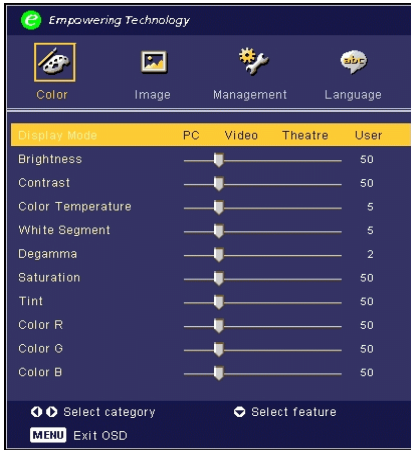 e Empowering Technology
Color Image Management abc Language
Display Mode PC Video Theatre User
Brightness 50
Contrast 50
Color Temperature 5
White Segment 5
Degamma 2
Saturation 50
Tint 50
Color R 50
Color G 50
Color B 50
Select category Select feature
MENU Exit OSD